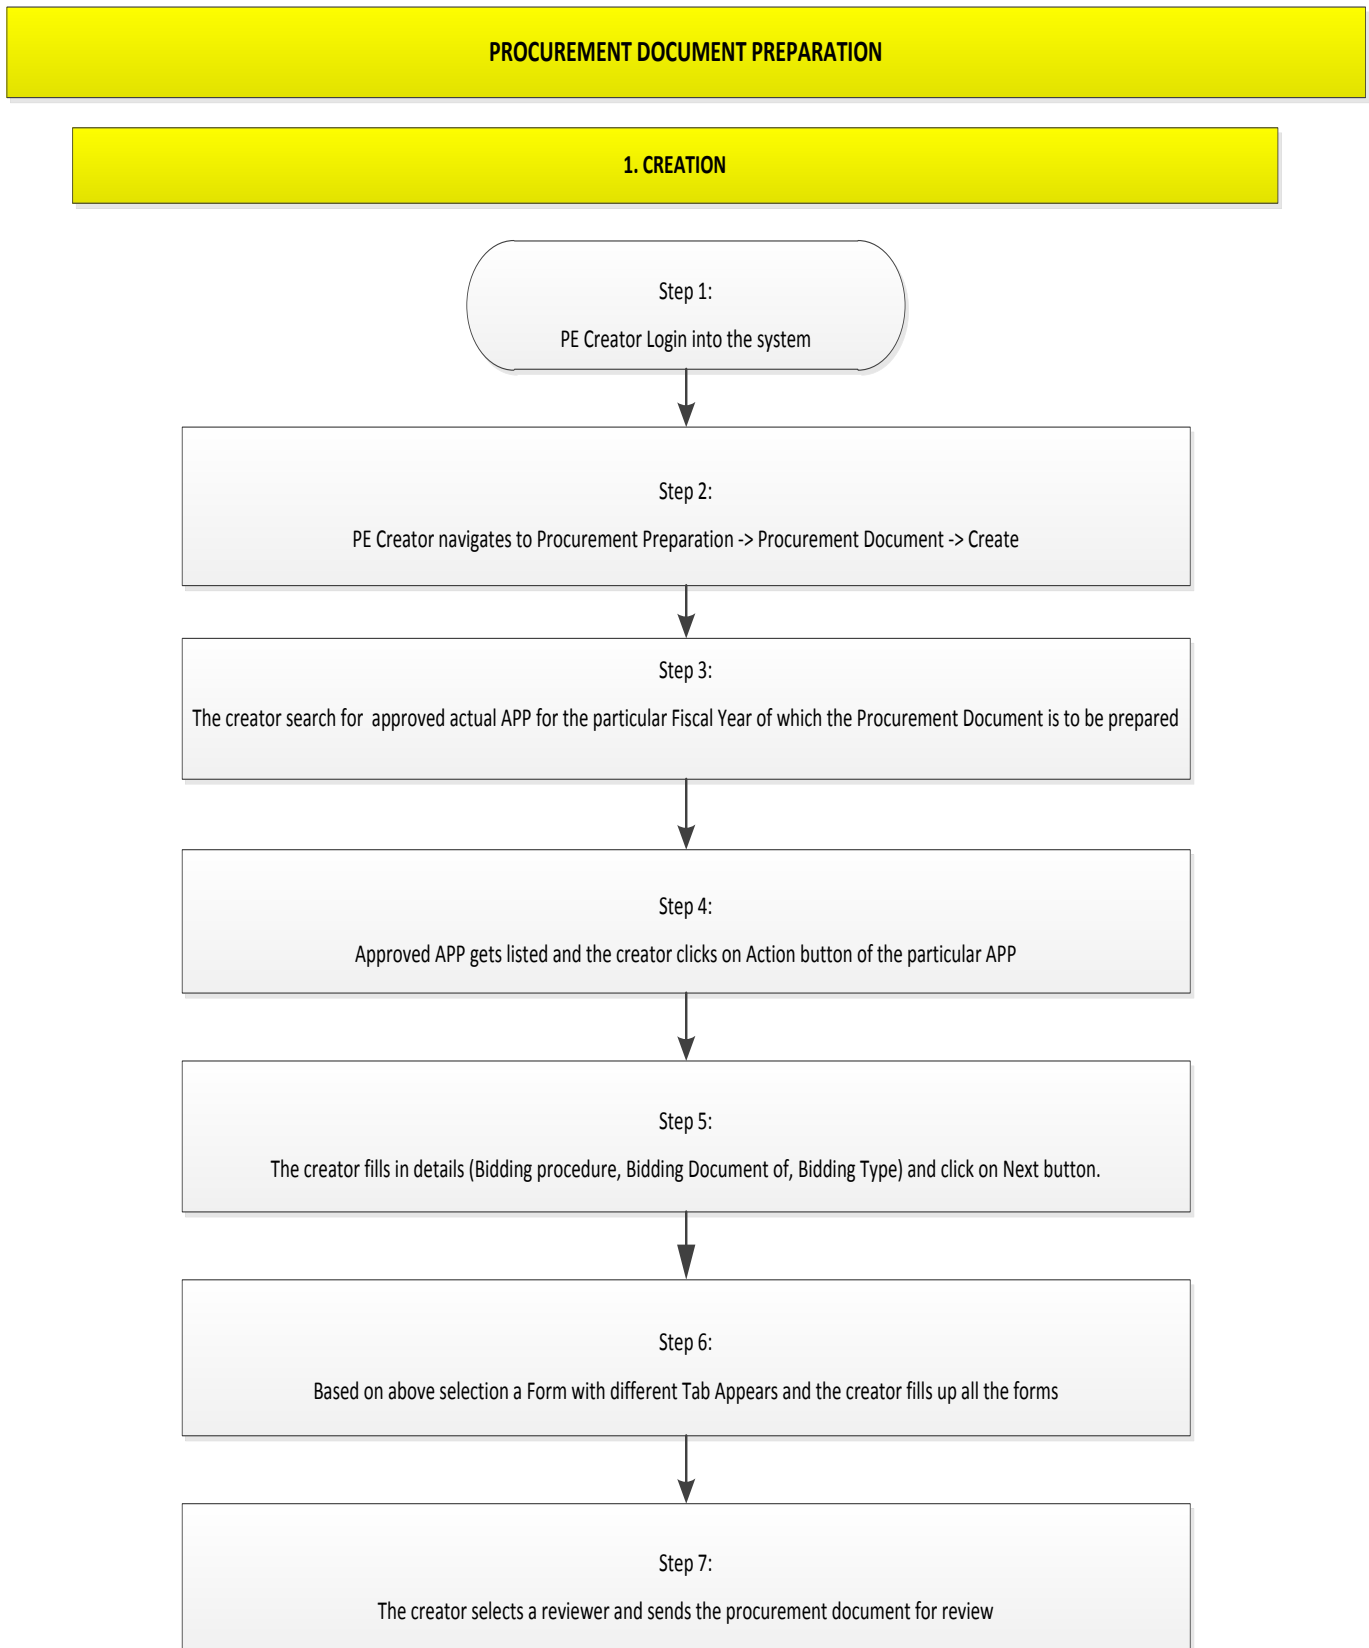 PROCUREMENT DOCUMENT PREPARATION
1. CREATION
Step 1:
PE Creator Login into the system
Step 2:
PE Creator navigates to Procurement Preparation -> Procurement Document -> Create
Step 3:
The creator search for approved actual APP for the particular Fiscal Year of which the Procurement Document is to be prepared
Step 4:
Approved APP gets listed and the creator clicks on Action button of the particular APP
Step 5:
The creator fills in details (Bidding procedure, Bidding Document of, Bidding Type) and click on Next button.
Step 6:
Based on above selection a Form with different Tab Appears and the creator fills up all the forms
Step 7:
The creator selects a reviewer and sends the procurement document for review